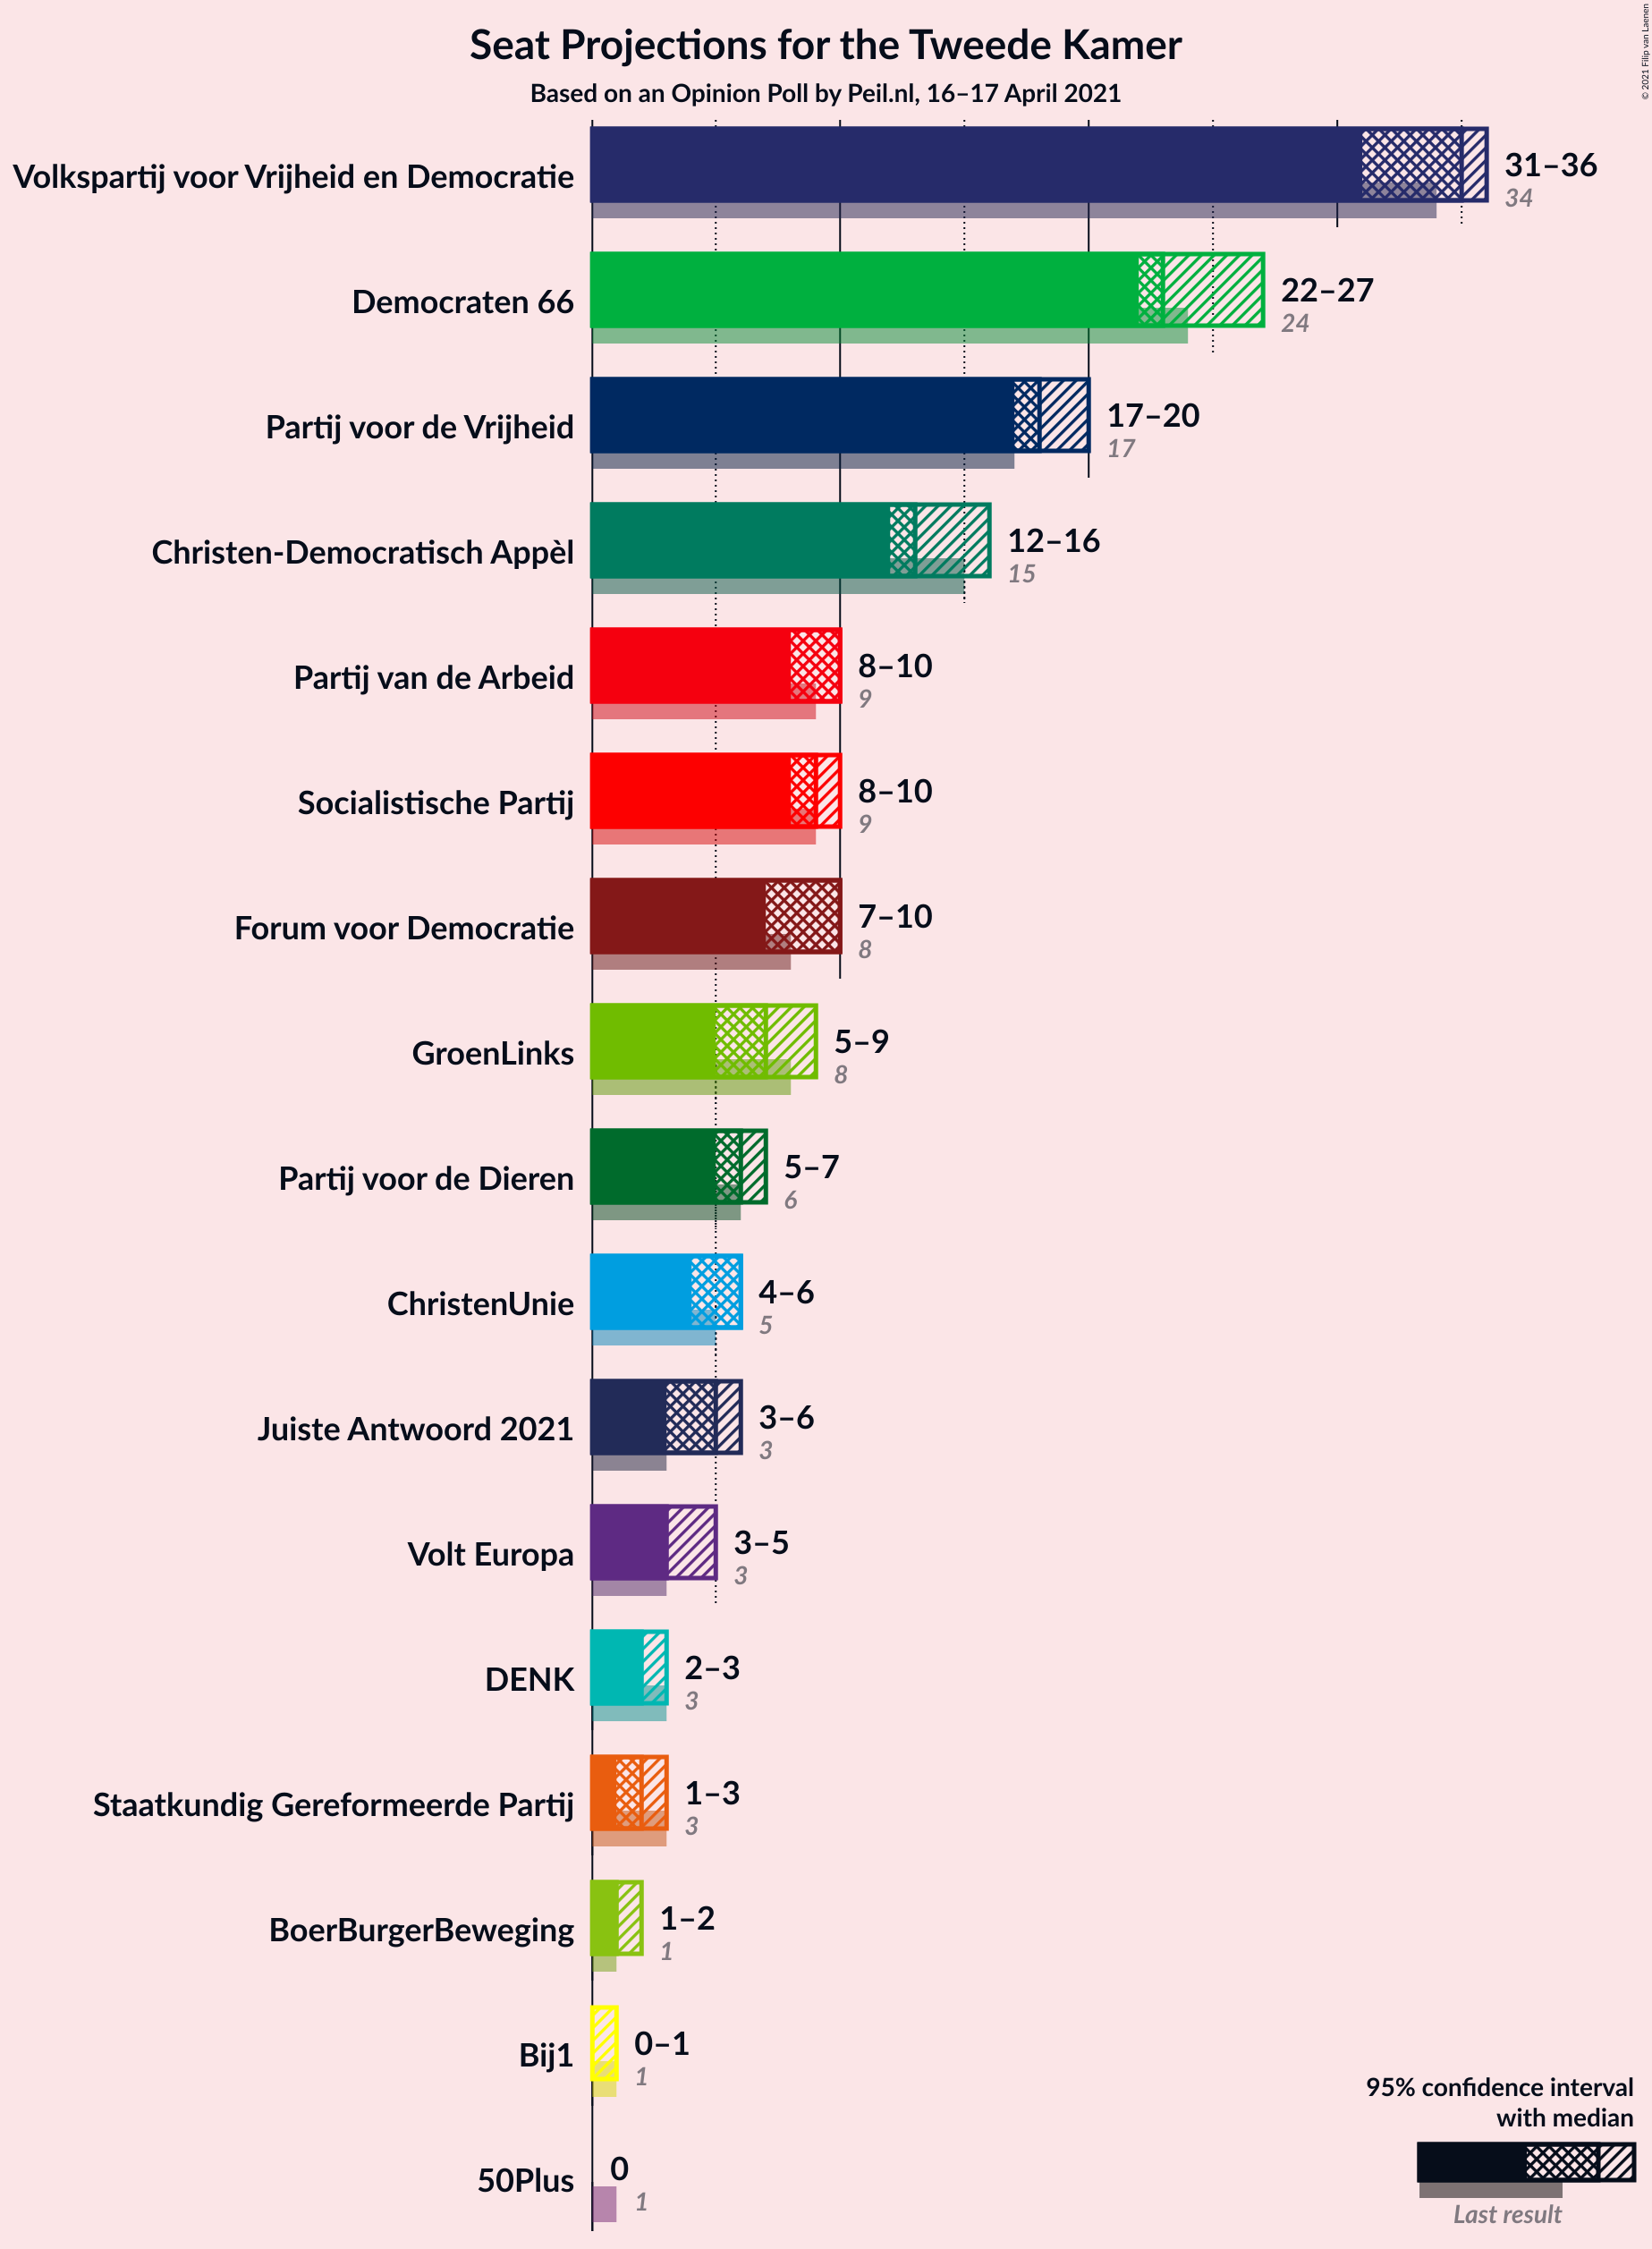 Seat Projections for the Tweede Kamer
Based on an Opinion Poll by Peil.nl, 16–17 April 2021
© 2021 Filip van Laenen
Volkspartij voor Vrijheid en Democratie
31–36
34
Democraten 66
22–27
24
Partij voor de Vrijheid
17–20
17
Christen-Democratisch Appèl
12–16
15
Partij van de Arbeid
8–10
9
Socialistische Partij
8–10
9
Forum voor Democratie
7–10
8
GroenLinks
5–9
8
Partij voor de Dieren
5–7
6
ChristenUnie
4–6
5
Juiste Antwoord 2021
3–6
3
Volt Europa
3–5
3
DENK
2–3
3
Staatkundig Gereformeerde Partij
1–3
3
BoerBurgerBeweging
1–2
1
Bij1
0–1
1
50Plus
0
1
95% confidence interval
with median
Last result